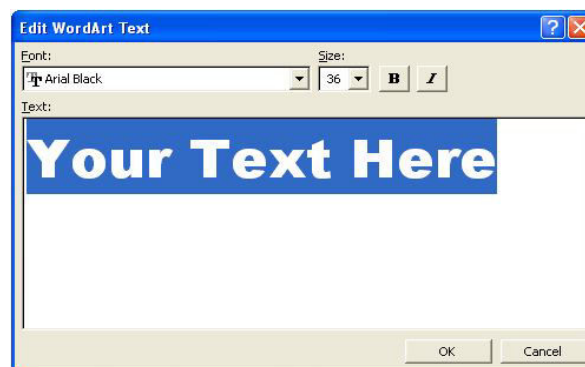 Edit WordArt Text
Font:
Size:
Arial Black
36
B
I
Text:
Your Text Here
OK
Cancel